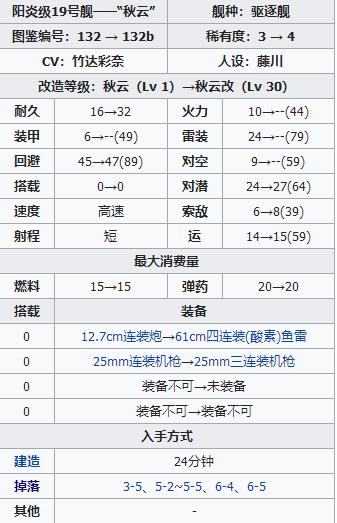 阳炎级19号舰——“秋云” 舰种：驱逐舰
图鉴编号：132 → 132b 稀有度：3 → 4
CV：竹达彩奈 人设：藤川
改造等级：秋云（Lv 1）→秋云改（Lv 30）
耐久 16→32 火力 10→--(44)
装甲 6→--(49) 雷装 24→--(79)
回避 45→47(89) 对空 9→--(59)
搭载 0→0 对潜 24→27(64)
速度 高速 索敌 6→8(39)
射程 短 运 14→15(59)
最大消费量
燃料 15→15 弹药 20→20
搭载 装备
0 12.7cm连装炮→61cm四连装(酸素)鱼雷
0 25mm连装机枪→25mm三连装机枪
0 装备不可→未装备
0 装备不可→装备不可
入手方式
建造 24分钟
掉落 3-5、5-2~5-5、6-4、6-5
其他 -